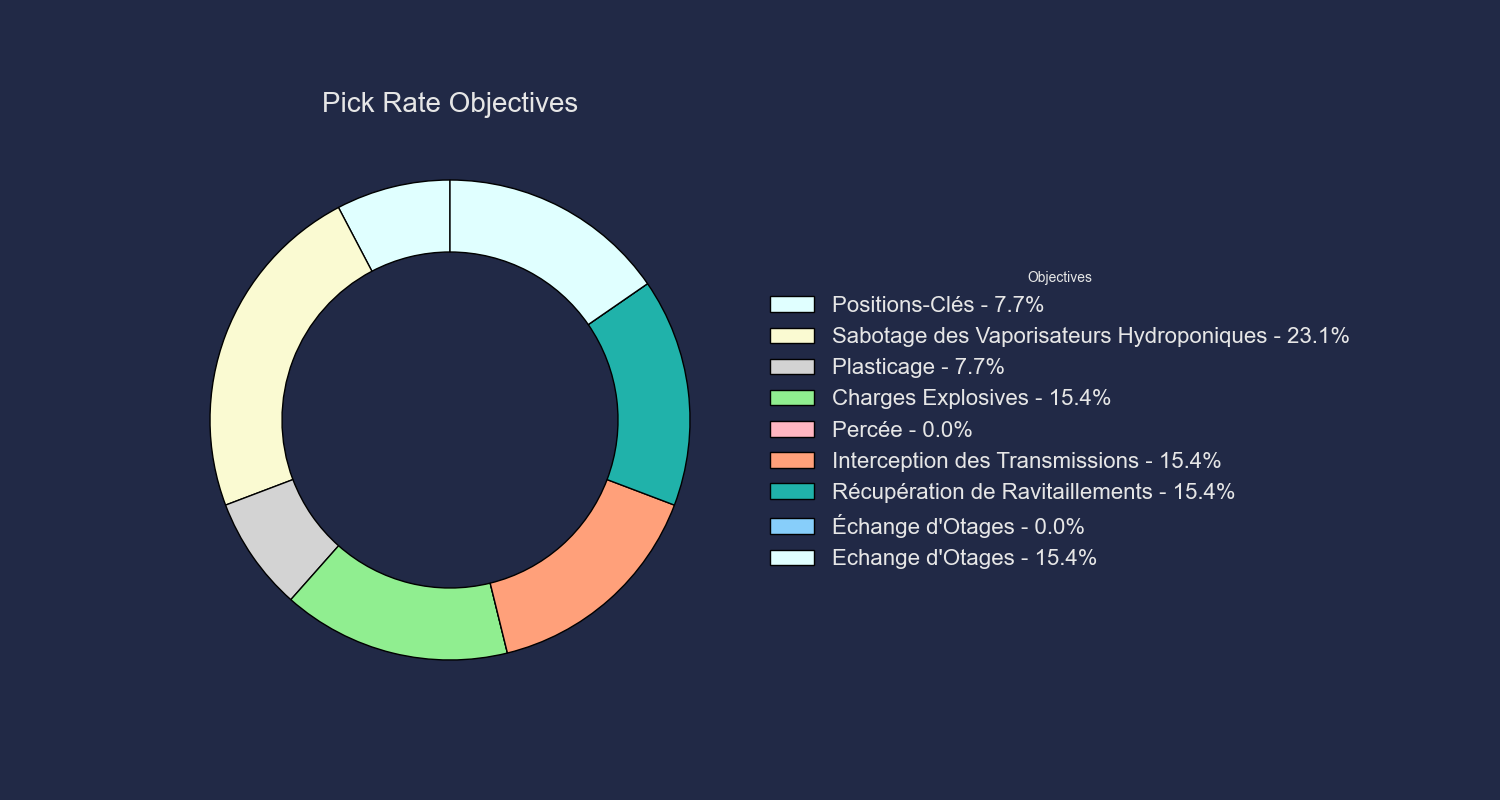 Pick Rate Objectives
Objectives
Positions-Clés - 7.7%
Sabotage des Vaporisateurs Hydroponiques - 23.1%
Plasticage - 7.7%
Charges Explosives - 15.4%
Percée - 0.0%
Interception des Transmissions - 15.4%
Récupération de Ravitaillements - 15.4%
Échange d'Otages - 0.0%
Echange d'Otages - 15.4%